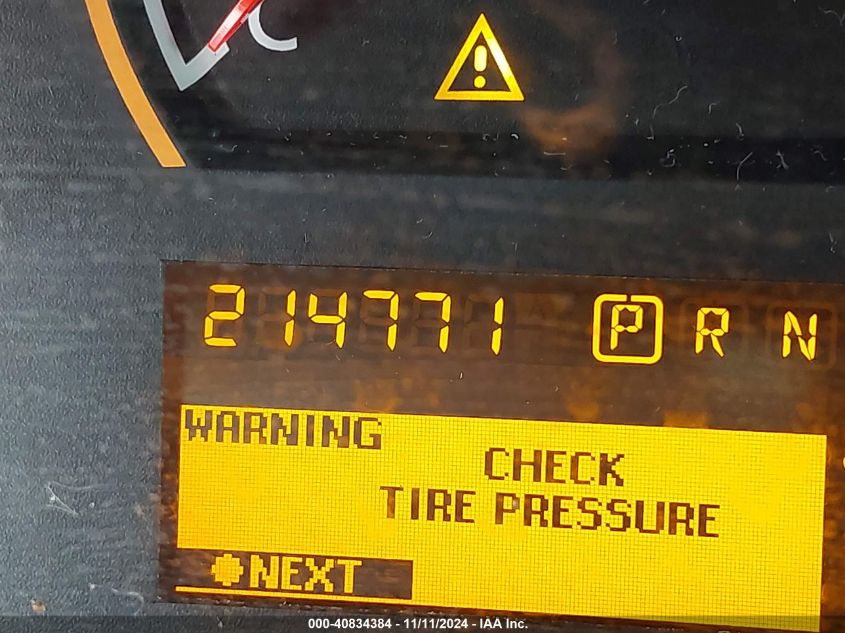 C
!
214771 P R N
WARNING
CHECK
TIRE PRESSURE
NEXT
000-40834384 - 11/11/2024 - IAA Inc.